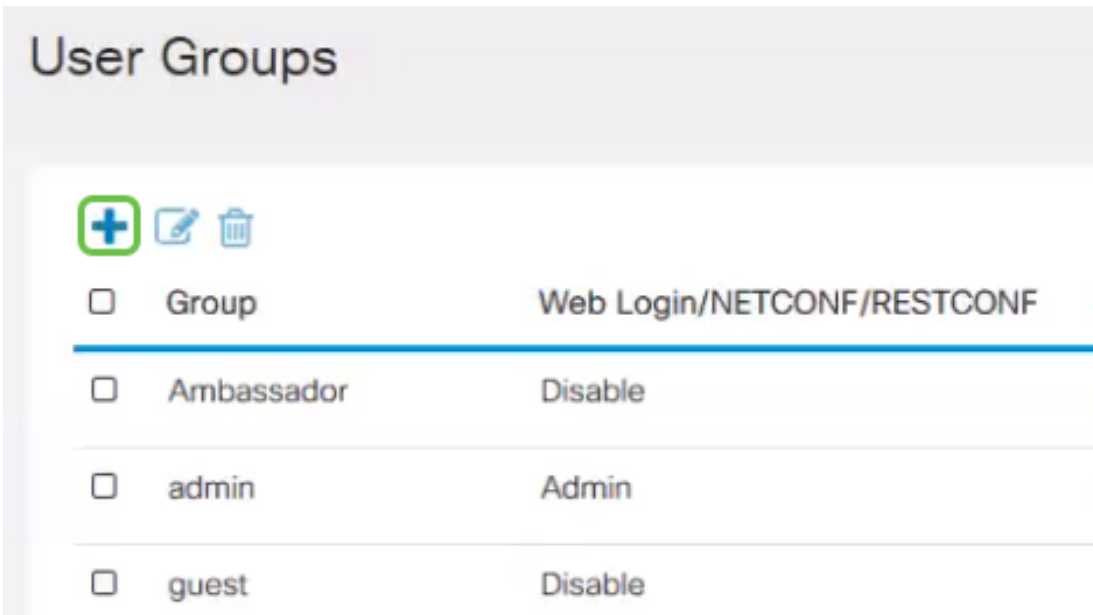 User Groups
Group Web Login/NETCONF/RESTCONF
Ambassador Disable
admin Admin
guest Disable